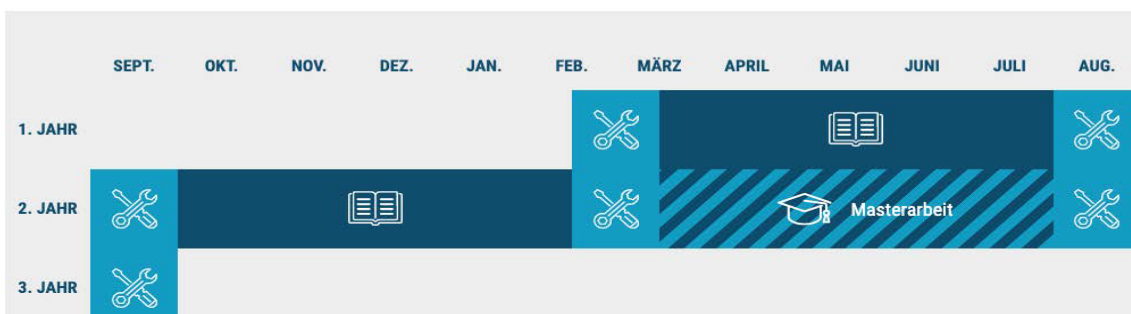 SEPT. OKT. NOV. DEZ. JAN. FEB. MÄRZ APRIL MAI JUNI JULI AUG.
1. JAHR
2. JAHR Masterarbeit
3. JAHR